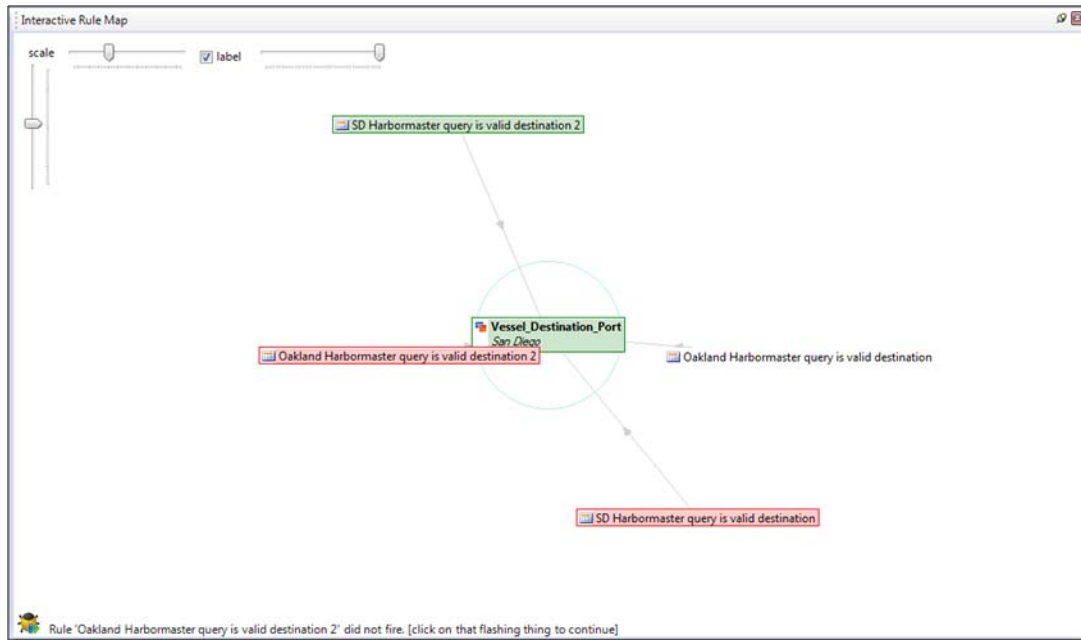 Interactive Rule Map
scale
label
SD Harbormaster query is valid destination 2
Vessel_Destination_Port
San Diego
Oakland Harbormaster query is valid destination 2
Oakland Harbormaster query is valid destination
SD Harbormaster query is valid destination
Rule 'Oakland Harbormaster query is valid destination 2' did not fire. [click on that flashing thing to continue]